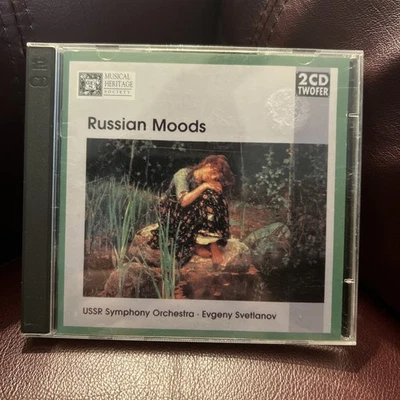 MUSICAL
HERITAGE
SOCIETY
2CD
TWOFER
Russian Moods
USSR Symphony Orchestra · Evgeny Svetlanov